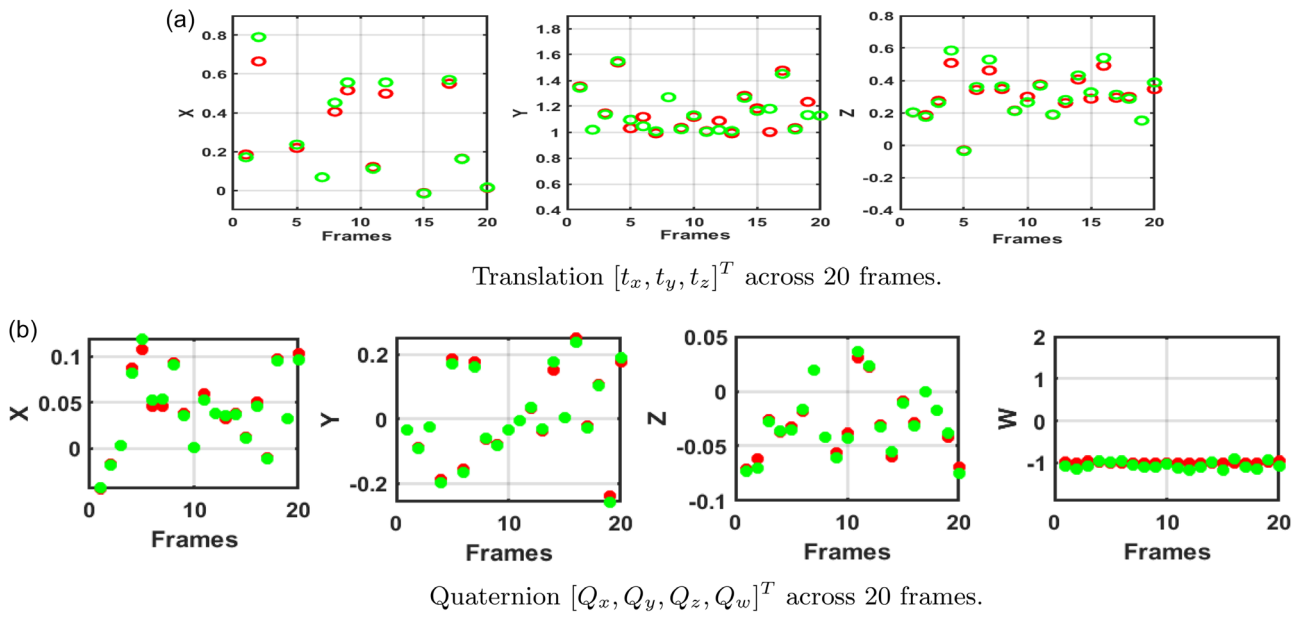 (a)
X
0.8
0.6
0.4
0.2
0
0 5 10 15 20
Frames
Y
1.8
1.6
1.4
1.2
1
0.8
0.6
0.4
0 5 10 15 20
Frames
Z
0.8
0.6
0.4
0.2
0
-0.2
-0.4
0 5 10 15 20
Frames
Translation [t_x, t_y, t_z]^T across 20 frames.
(b)
X
0.1
0.05
0
0 10 20
Frames
Y
0.2
0
-0.2
0 10 20
Frames
Z
0.05
0
-0.05
-0.1
0 10 20
Frames
W
2
1
0
-1
0 10 20
Frames
Quaternion [Q_x, Q_y, Q_z, Q_w]^T across 20 frames.